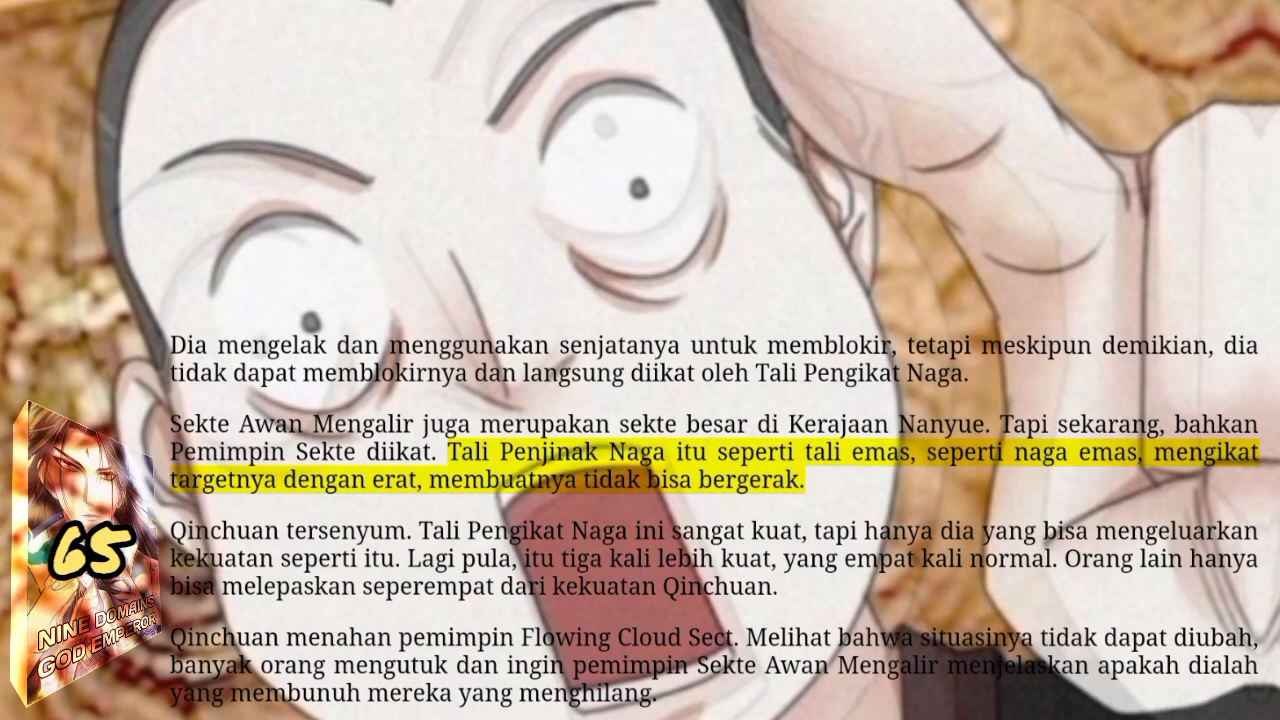 Dia mengelak dan menggunakan senjatanya untuk memblokir, tetapi meskipun demikian, dia
tidak dapat memblokirnya dan langsung diikat oleh Tali Pengikat Naga.
Sekte Awan Mengalir juga merupakan sekte besar di Kerajaan Nanyue. Tapi sekarang, bahkan
Pemimpin Sekte diikat. Tali Penjinak Naga itu seperti tali emas, seperti naga emas, mengikat
targetnya dengan erat, membuatnya tidak bisa bergerak.
Qinchuan tersenyum. Tali Pengikat Naga ini sangat kuat, tapi hanya dia yang bisa mengeluarkan
kekuatan seperti itu. Lagi pula, itu tiga kali lebih kuat, yang empat kali normal. Orang lain hanya
bisa melepaskan seperempat dari kekuatan Qinchuan.
Qinchuan menahan pemimpin Flowing Cloud Sect. Melihat bahwa situasinya tidak dapat diubah,
banyak orang mengutuk dan ingin pemimpin Sekte Awan Mengalir menjelaskan apakah dialah
yang membunuh mereka yang menghilang.
65
NINE DOMAINS
GOD EMPEROR